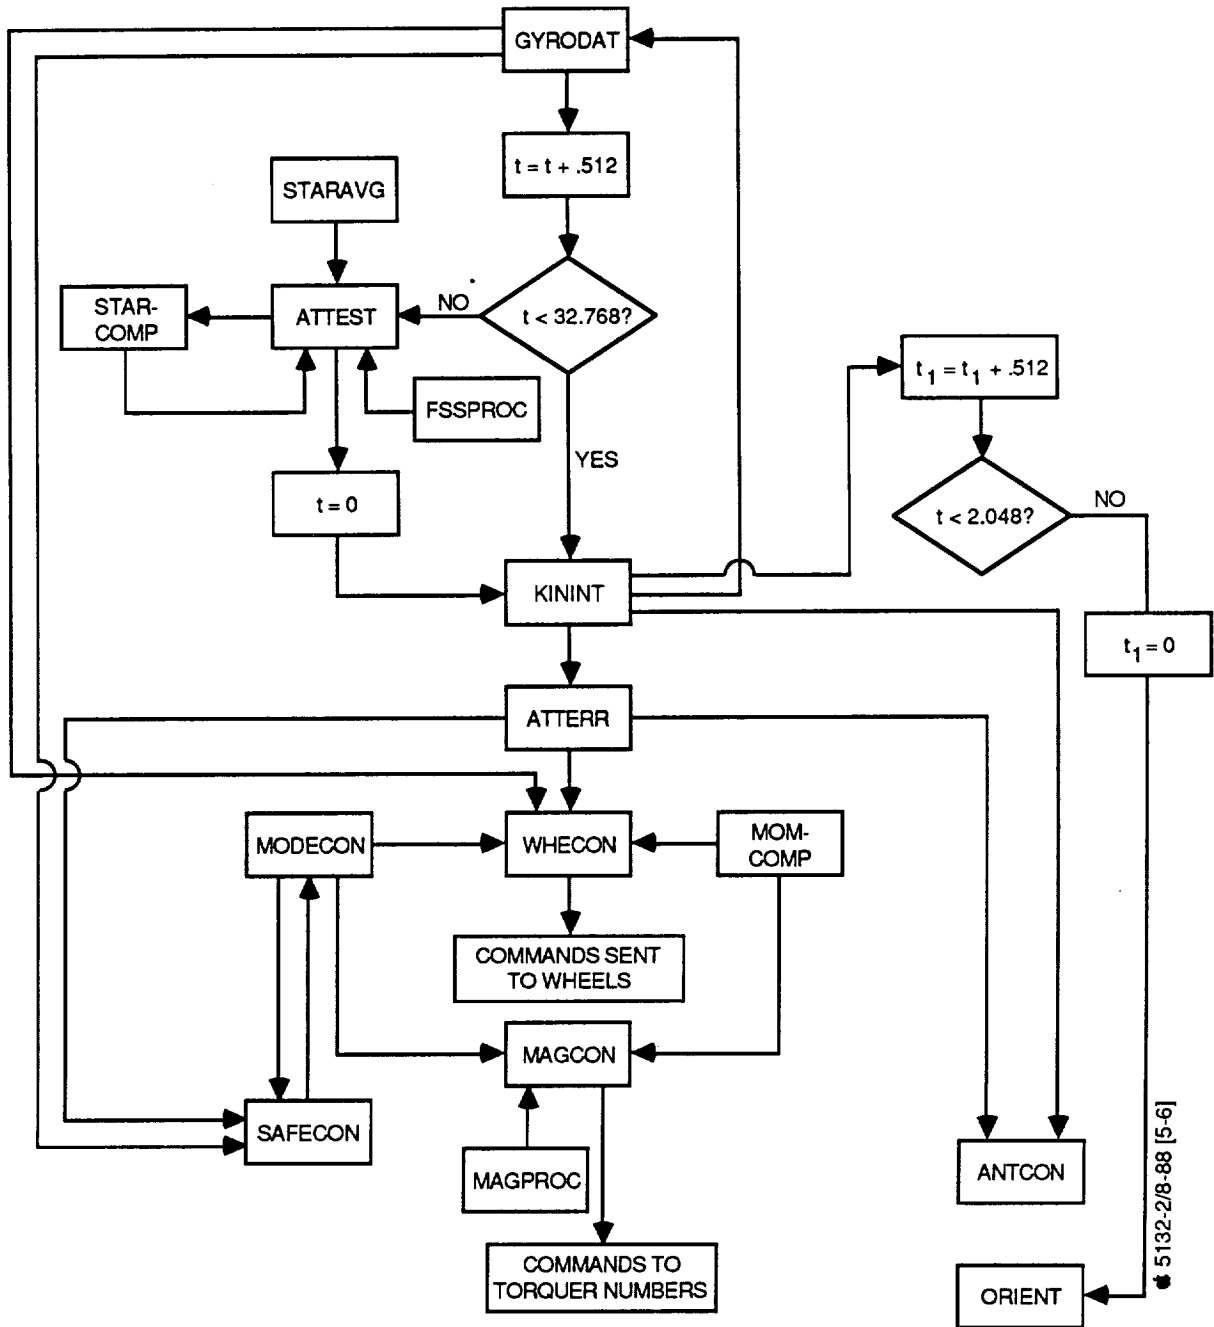 GYRODAT
t = t + .512
STARAVG
STAR-
COMP
ATTEST
NO
t < 32.768?
t₁ = t₁ + .512
FSSPROC
YES
t = 0
t < 2.048?
NO
KININT
t₁ = 0
ATTERR
MODECON
WHECON
MOM-
COMP
COMMANDS SENT
TO WHEELS
MAGCON
SAFECON
MAGPROC
ANTCON
COMMANDS TO
TORQUER NUMBERS
ORIENT
5132-2/8-88 [5-6]